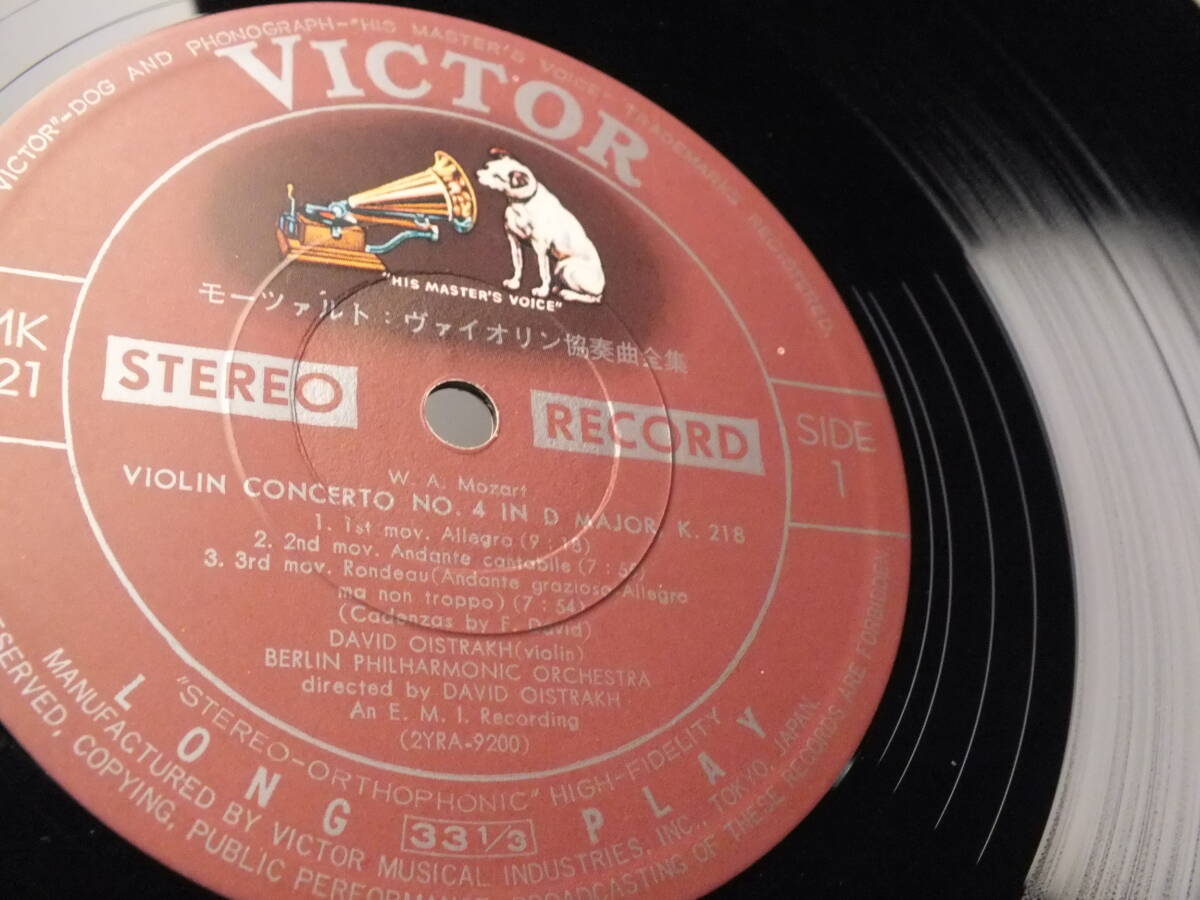 VICTOR"-DOG AND PHONOGRAPH-"HIS MASTER'S VOICE" TRADEMARKS REGISTERED.
VICTOR
"HIS MASTER'S VOICE"
モーツァルト：ヴァイオリン協奏曲全集
MK
21
STEREO RECORD
SIDE
1
W. A. Mozart
VIOLIN CONCERTO NO. 4 IN D MAJOR, K. 218
1. 1st mov. Allegro (9 : 18)
2. 2nd mov. Andante cantabile (7 : 56)
3. 3rd mov. Rondeau (Andante grazioso-Allegro
ma non troppo) (7 : 54)
(Cadenzas by F. David)
DAVID OISTRAKH (violin)
BERLIN PHILHARMONIC ORCHESTRA
directed by DAVID OISTRAKH
An E. M. I. Recording
(2YRA-9200)
"STEREO-ORTHOPHONIC" HIGH-FIDELITY
LONG 33 1/3 PLAY
MANUFACTURED BY VICTOR MUSICAL INDUSTRIES, INC., TOKYO, JAPAN.
RESERVED, COPYING, PUBLIC PERFORMANCE, BROADCASTING OF THESE RECORDS ARE FORBIDDEN